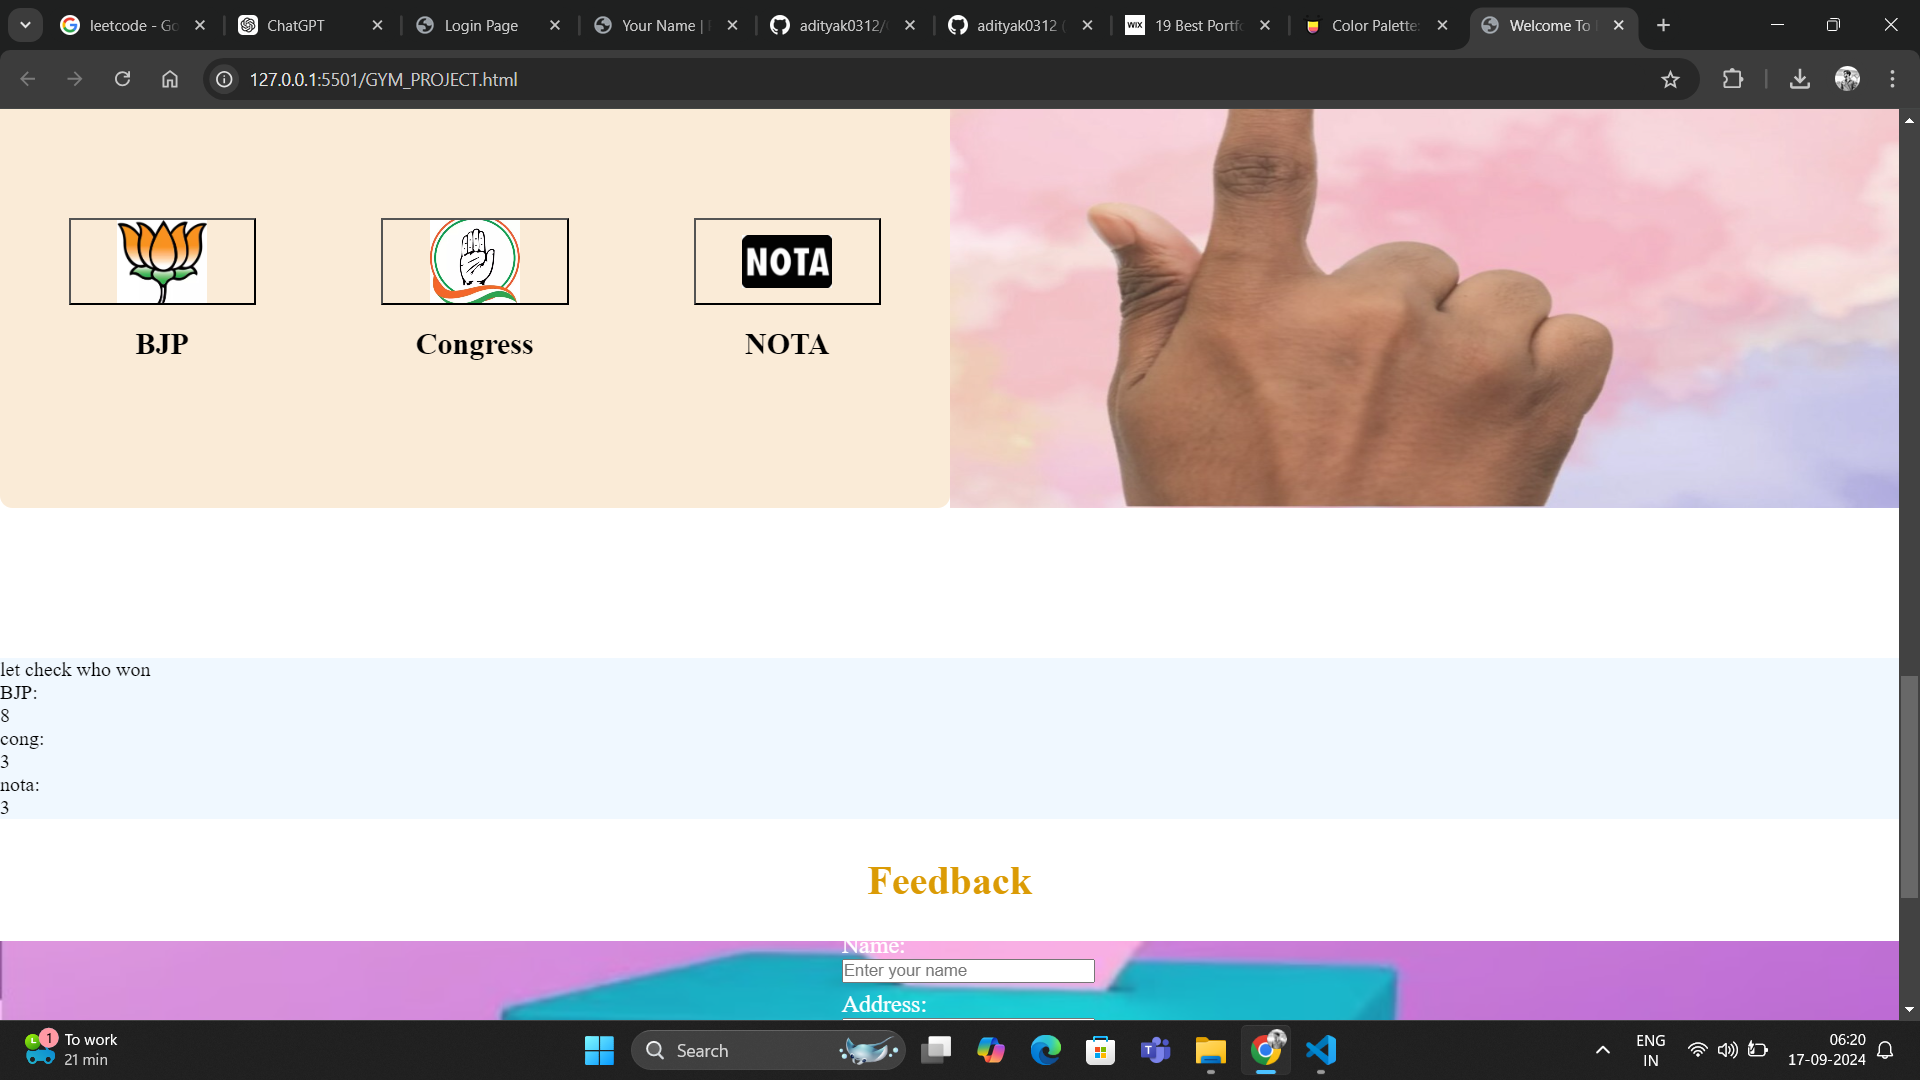 leetcode - Go
ChatGPT
Login Page
Your Name |
adityak0312/
adityak0312 (
WIX
19 Best Portfo
Color Palette:
Welcome To
127.0.0.1:5501/GYM_PROJECT.html
NOTA
BJP
Congress
NOTA
let check who won
BJP:
8
cong:
3
nota:
3
Feedback
Name:
Enter your name
Address:
1
To work
21 min
Search
T
ENG
IN
06:20
17-09-2024